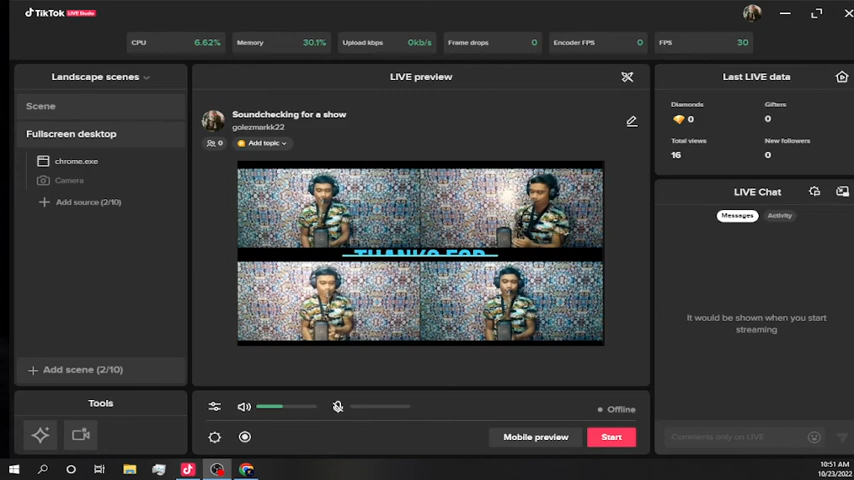 TikTok LIVE Studio
CPU 6.62%
Memory 30.1%
Upload kbps 0kb/s
Frame drops 0
Encoder FPS 0
FPS 30
Landscape scenes
Scene
Fullscreen desktop
chrome.exe
Camera
Add source (2/10)
Add scene (2/10)
Tools
LIVE preview
Soundchecking for a show
golezmarkk22
0
Add topic
THANKS FOR
Offline
Mobile preview
Start
Last LIVE data
Diamonds
0
Gifters
0
Total views
16
New followers
0
LIVE Chat
Messages
Activity
It would be shown when you start
streaming
Comments only on LIVE
10:51 AM
10/23/2022